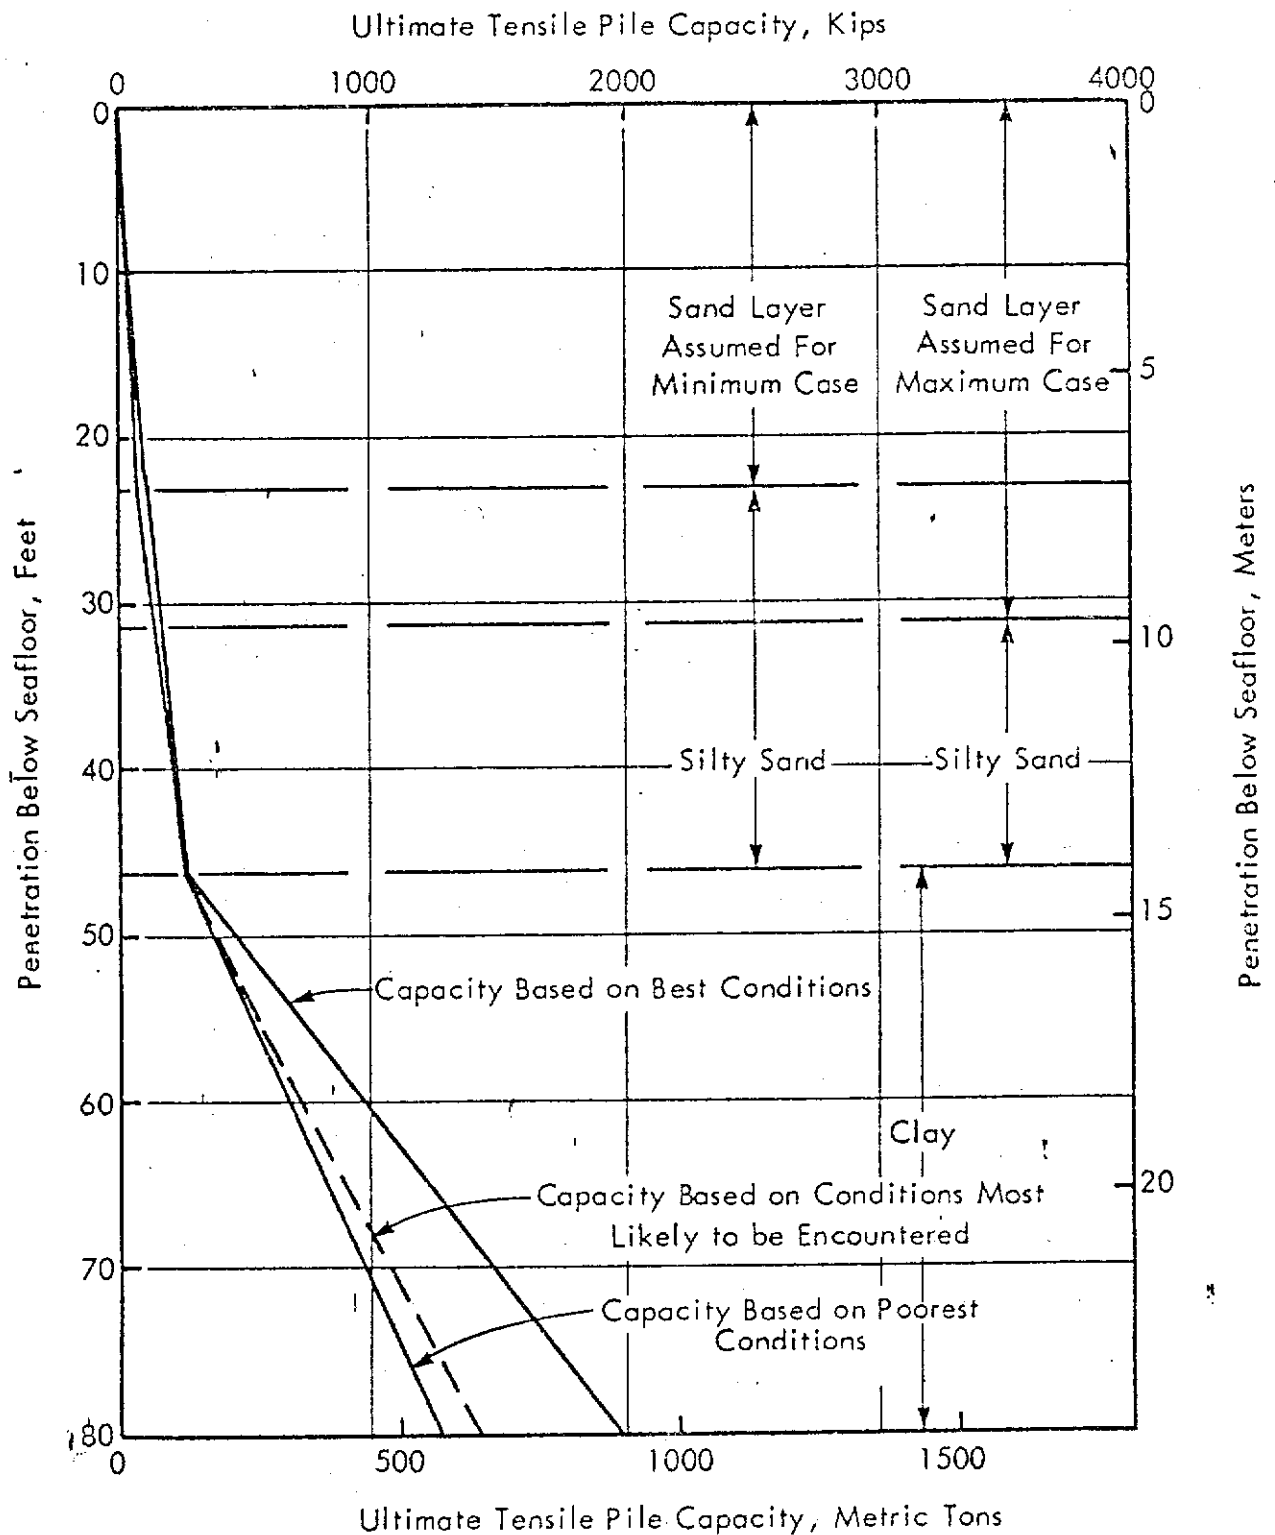 Ultimate Tensile Pile Capacity, Kips
0 1000 2000 3000 4000
0 0
10
Sand Layer
Assumed For
Minimum Case
Sand Layer
Assumed For
Maximum Case
5
20
Penetration Below Seafloor, Feet
Penetration Below Seafloor, Meters
30
10
40
Silty Sand
Silty Sand
15
50
Capacity Based on Best Conditions
60
Clay
20
Capacity Based on Conditions Most
Likely to be Encountered
70
Capacity Based on Poorest
Conditions
80
0 500 1000 1500
Ultimate Tensile Pile Capacity, Metric Tons